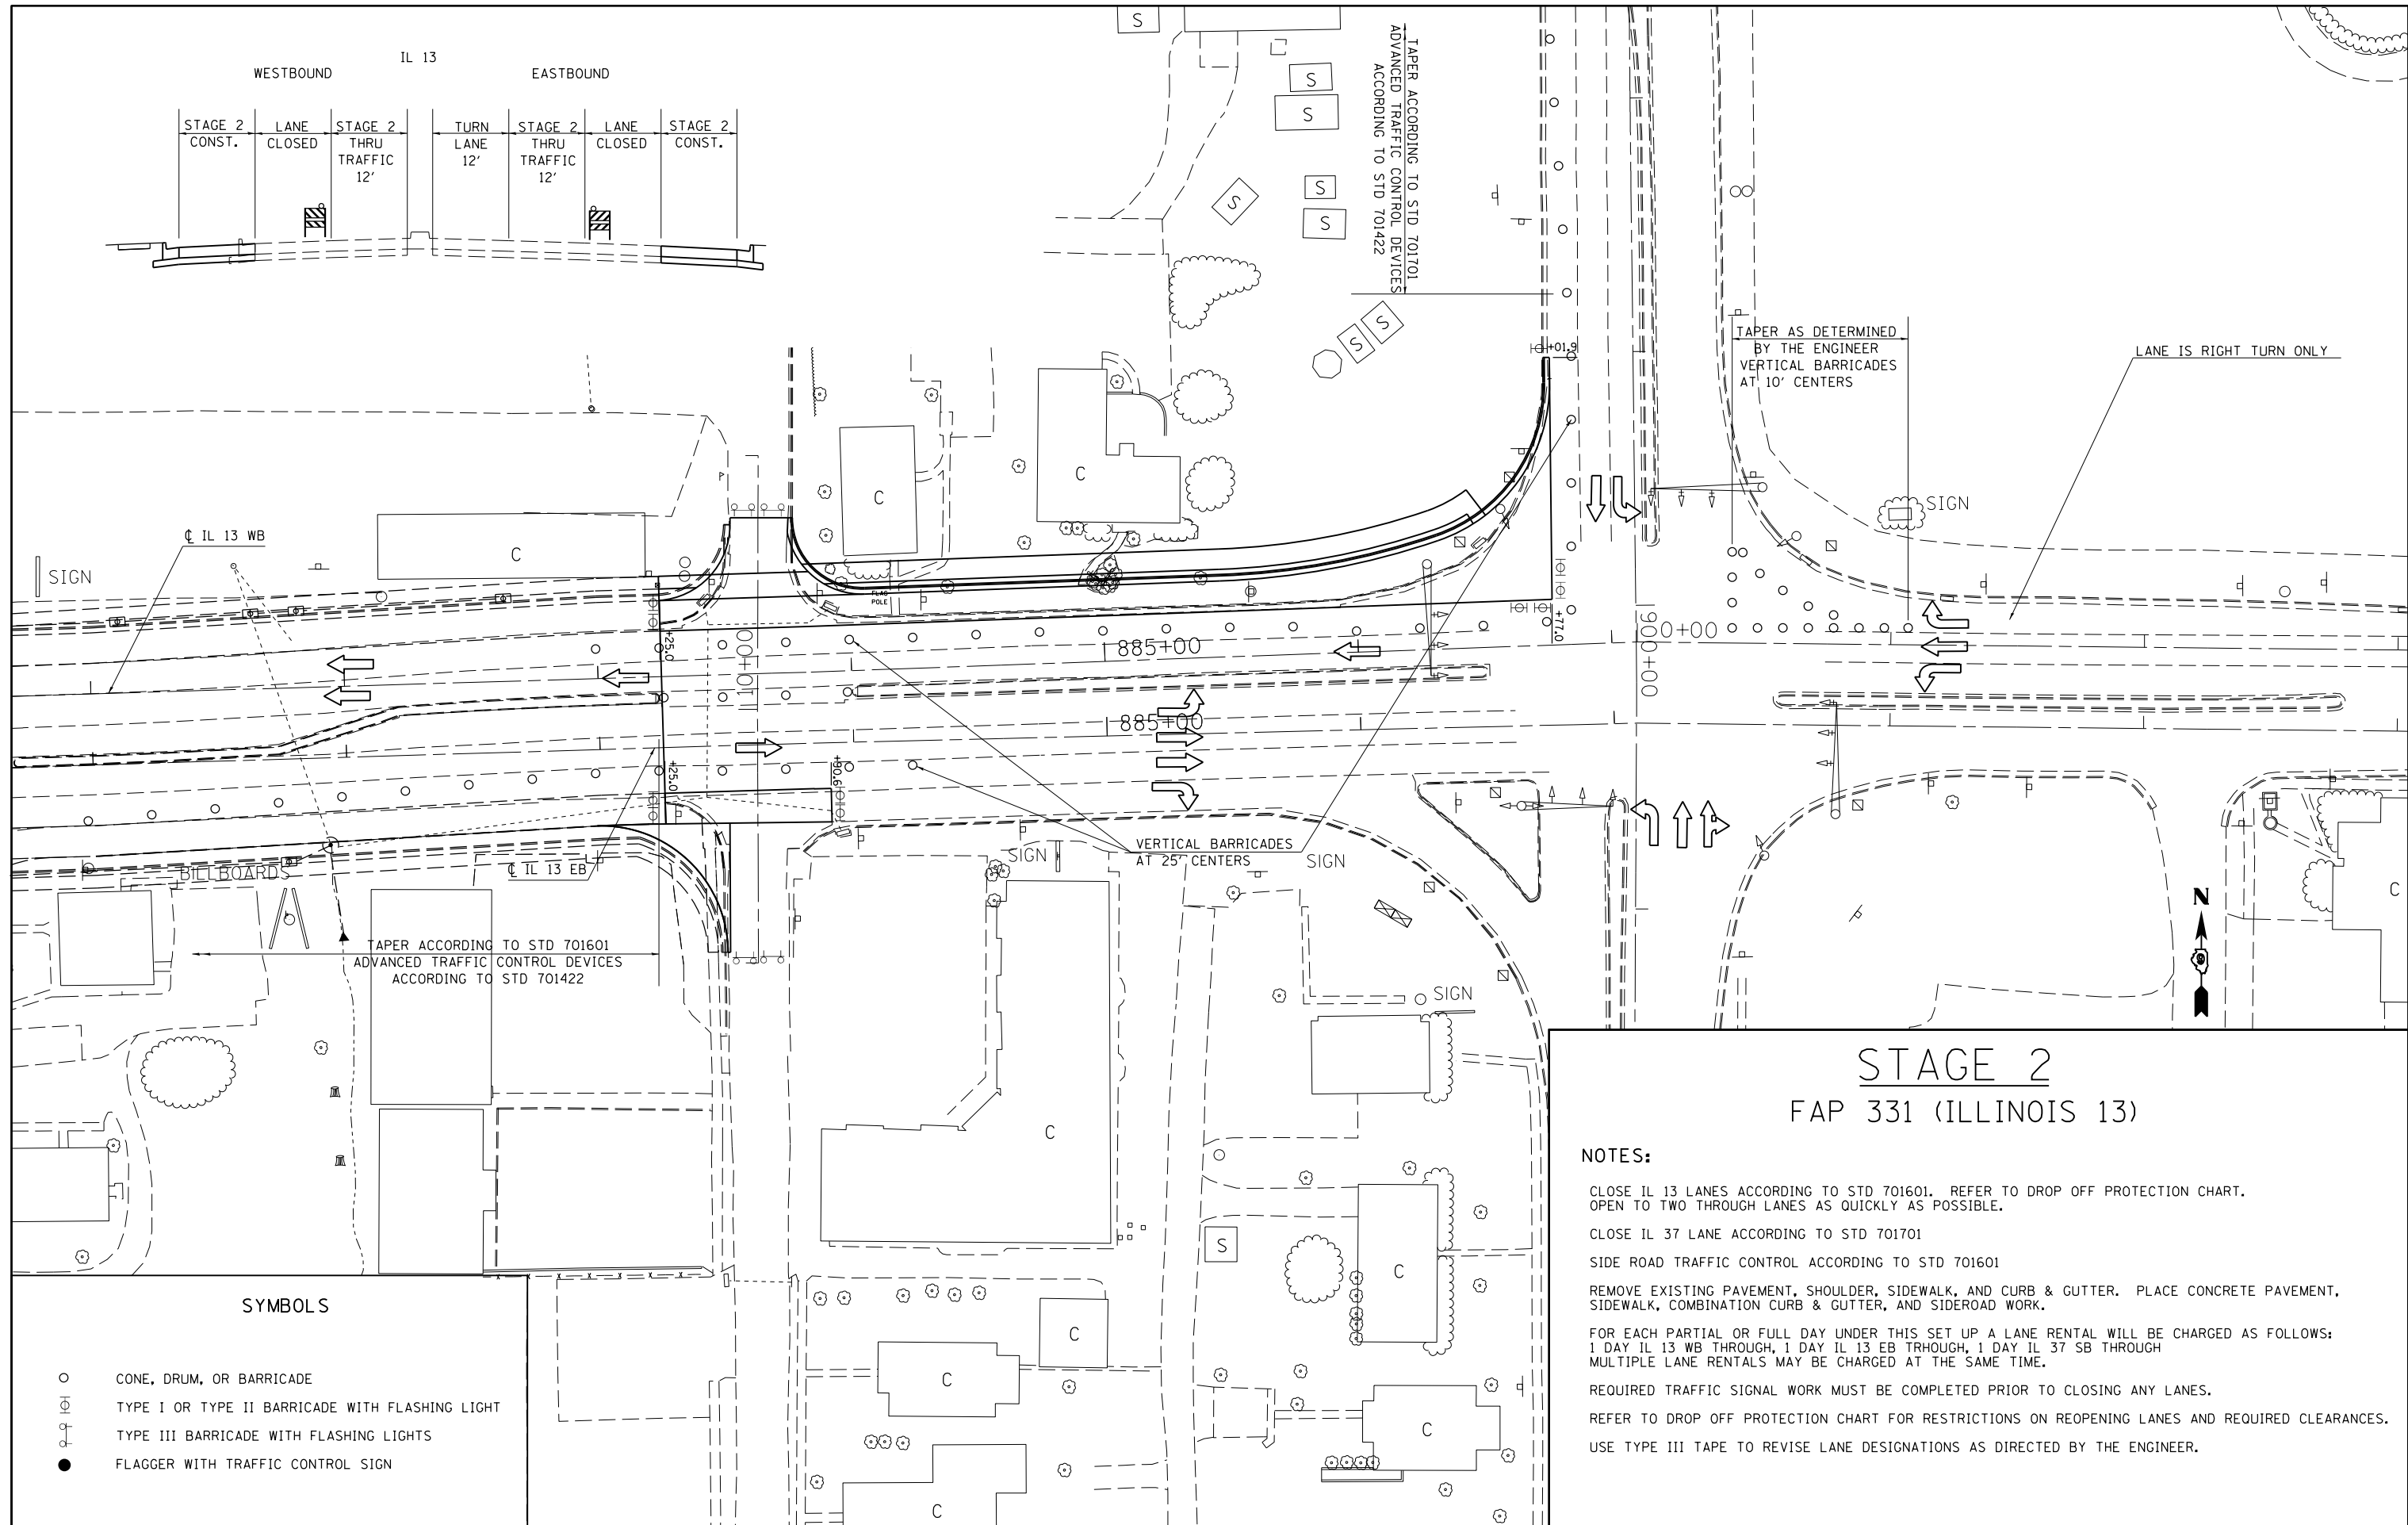 IL 13
WESTBOUND
EASTBOUND
STAGE 2
CONST.
LANE
CLOSED
STAGE 2
THRU
TRAFFIC
12'
TURN
LANE
12'
STAGE 2
THRU
TRAFFIC
12'
LANE
CLOSED
STAGE 2
CONST.
S
S
S
S
S
S
S
S
TAPER ACCORDING TO STD 701701
ADVANCED TRAFFIC CONTROL DEVICES
ACCORDING TO STD 701422
+01.9
TAPER AS DETERMINED
BY THE ENGINEER
VERTICAL BARRICADES
AT 10' CENTERS
LANE IS RIGHT TURN ONLY
SIGN
C
C
C
℄ IL 13 WB
SIGN
FLAG
POLE
+25.0
10+00
885+00
+77.0
900+00
900+00
885+00
+25.0
+90.6
VERTICAL BARRICADES
AT 25' CENTERS
SIGN
SIGN
℄ IL 13 EB
BILLBOARDS
TAPER ACCORDING TO STD 701601
ADVANCED TRAFFIC CONTROL DEVICES
ACCORDING TO STD 701422
C
N
SIGN
C
S
C
C
C
C
C
STAGE 2
FAP 331 (ILLINOIS 13)
NOTES:
CLOSE IL 13 LANES ACCORDING TO STD 701601. REFER TO DROP OFF PROTECTION CHART.
OPEN TO TWO THROUGH LANES AS QUICKLY AS POSSIBLE.
CLOSE IL 37 LANE ACCORDING TO STD 701701
SIDE ROAD TRAFFIC CONTROL ACCORDING TO STD 701601
REMOVE EXISTING PAVEMENT, SHOULDER, SIDEWALK, AND CURB & GUTTER. PLACE CONCRETE PAVEMENT,
SIDEWALK, COMBINATION CURB & GUTTER, AND SIDEROAD WORK.
FOR EACH PARTIAL OR FULL DAY UNDER THIS SET UP A LANE RENTAL WILL BE CHARGED AS FOLLOWS:
1 DAY IL 13 WB THROUGH, 1 DAY IL 13 EB TRHOUGH, 1 DAY IL 37 SB THROUGH
MULTIPLE LANE RENTALS MAY BE CHARGED AT THE SAME TIME.
REQUIRED TRAFFIC SIGNAL WORK MUST BE COMPLETED PRIOR TO CLOSING ANY LANES.
REFER TO DROP OFF PROTECTION CHART FOR RESTRICTIONS ON REOPENING LANES AND REQUIRED CLEARANCES.
USE TYPE III TAPE TO REVISE LANE DESIGNATIONS AS DIRECTED BY THE ENGINEER.
SYMBOLS
CONE, DRUM, OR BARRICADE
TYPE I OR TYPE II BARRICADE WITH FLASHING LIGHT
TYPE III BARRICADE WITH FLASHING LIGHTS
FLAGGER WITH TRAFFIC CONTROL SIGN